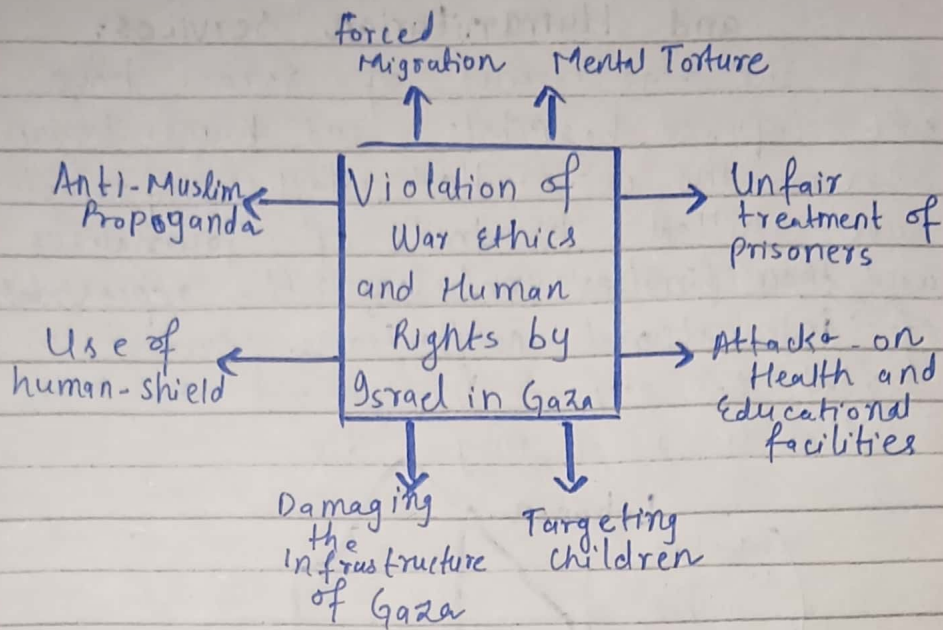 Forced
Migration
Mental Torture
Anti-Muslim
Propoganda
Violation of
War Ethics
and Human
Rights by
Israel in Gaza
Unfair
treatment of
Prisoners
Use of
human-shield
Attacks on
Health and
Educational
facilities
Damaging
the
infrustructure
of Gaza
Targeting
Children